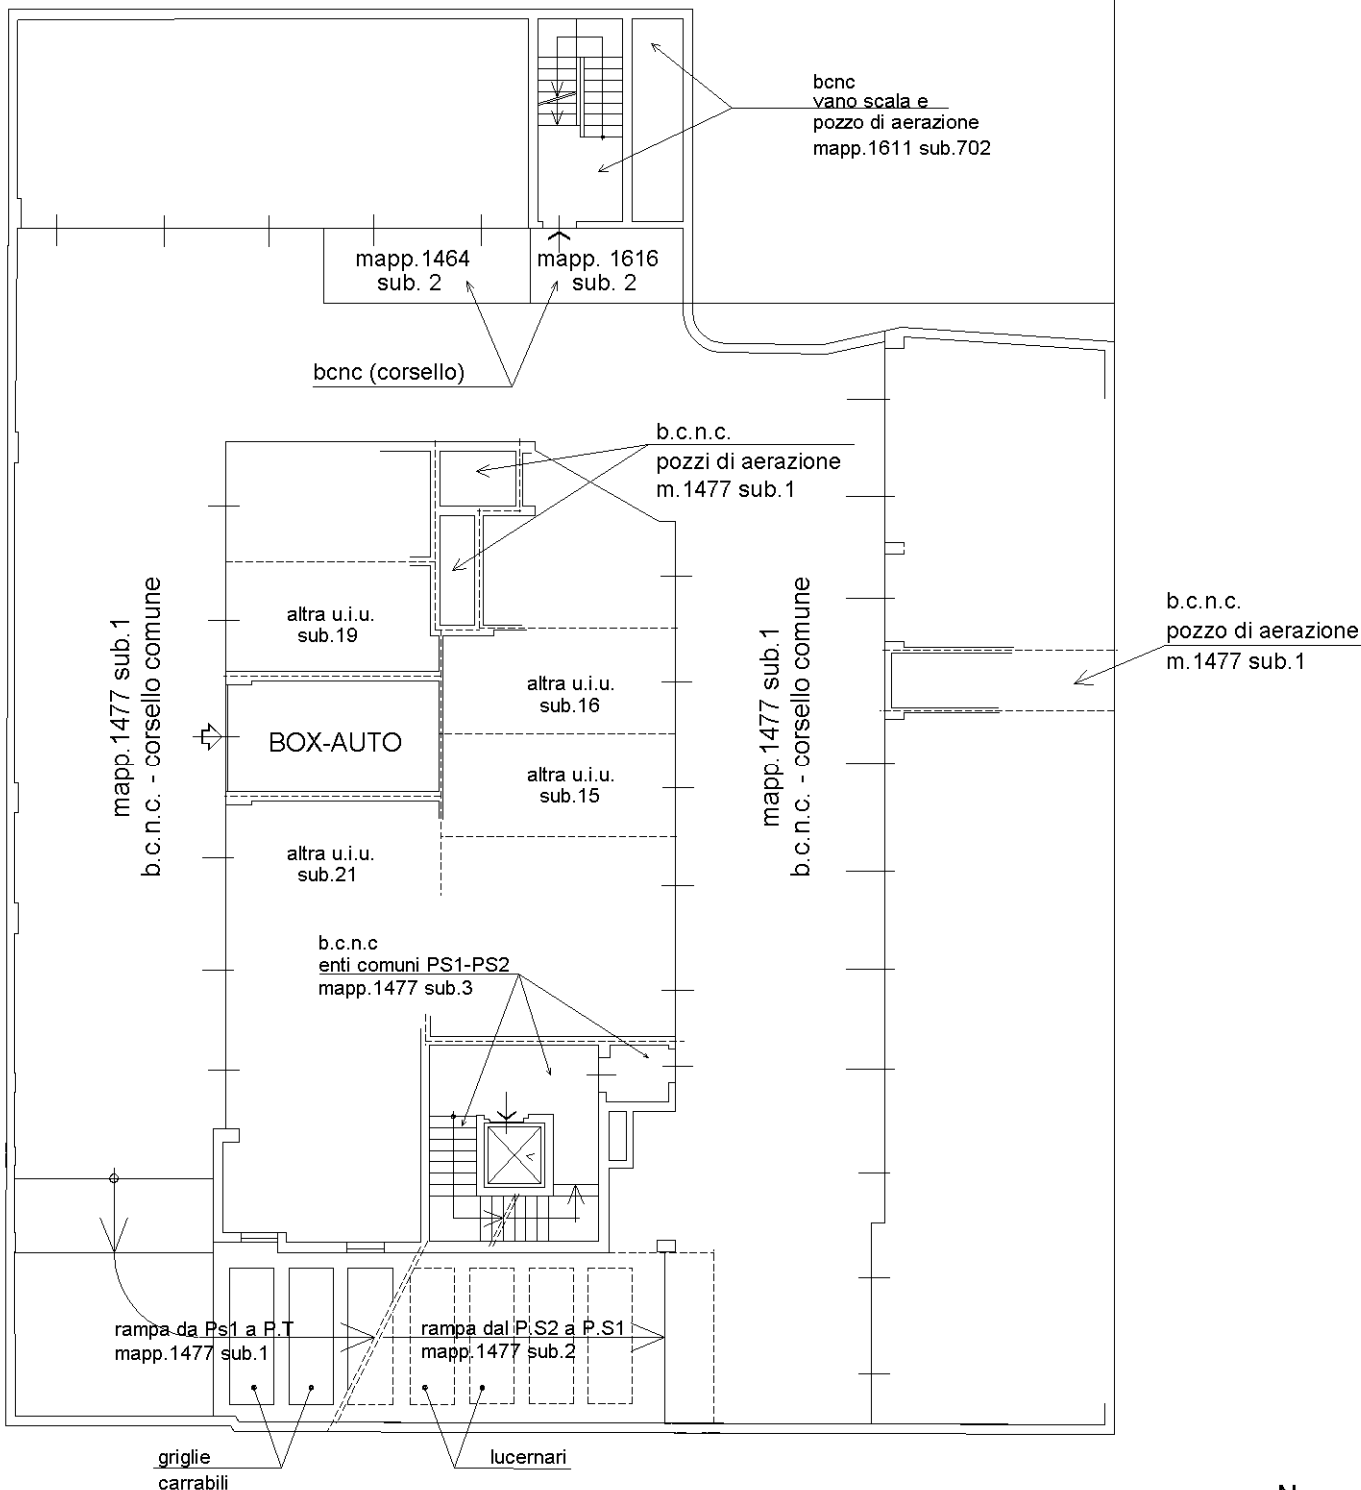 bcnc
vano scala e
pozzo di aerazione
mapp.1611 sub.702
mapp.1464
sub. 2
mapp. 1616
sub. 2
bcnc (corsello)
b.c.n.c.
pozzi di aerazione
m.1477 sub.1
mapp.1477 sub.1
b.c.n.c. - corsello comune
altra u.i.u.
sub.19
altra u.i.u.
sub.16
mapp.1477 sub.1
b.c.n.c. - corsello comune
b.c.n.c.
pozzo di aerazione
m.1477 sub.1
BOX-AUTO
altra u.i.u.
sub.15
altra u.i.u.
sub.21
b.c.n.c
enti comuni PS1-PS2
mapp.1477 sub.3
rampa da Ps1 a P.T
mapp.1477 sub.1
rampa dal P.S2 a P.S1
mapp.1477 sub.2
griglie
carrabili
lucernari
N